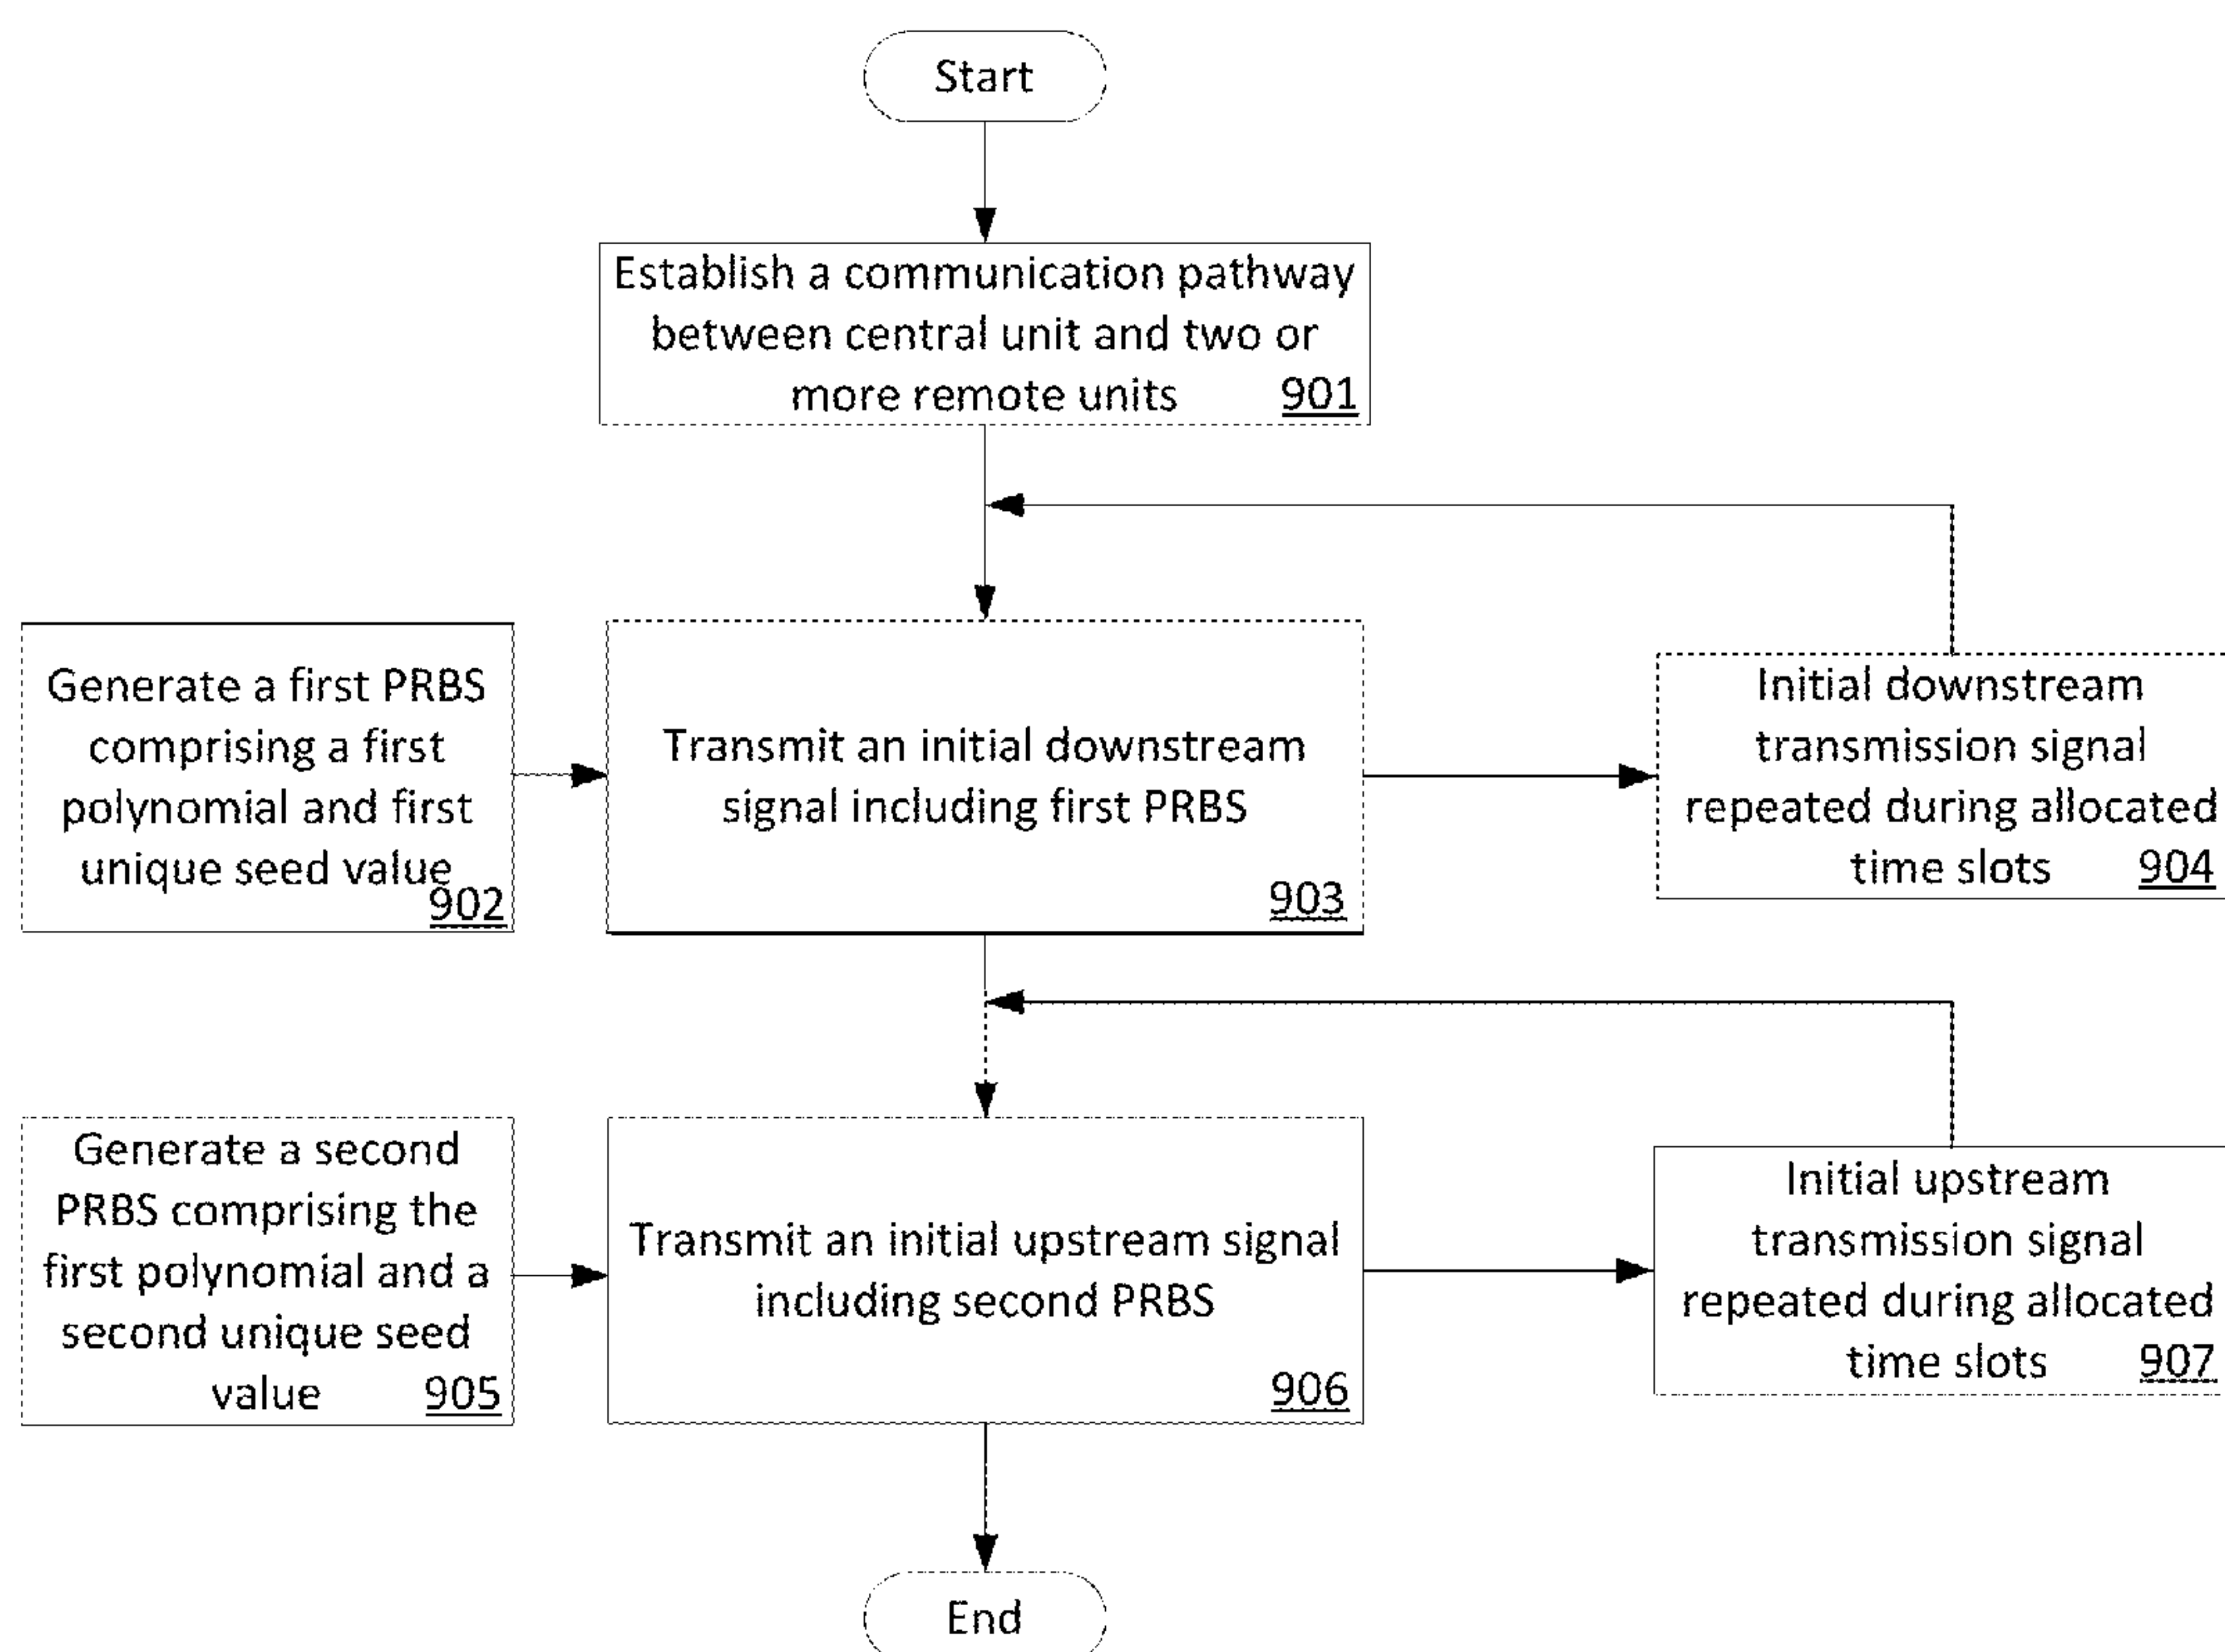 Start
Establish a communication pathway
between central unit and two or
more remote units 901
Generate a first PRBS
comprising a first
polynomial and first
unique seed value
902
Transmit an initial downstream
signal including first PRBS
903
Initial downstream
transmission signal
repeated during allocated
time slots 904
Generate a second
PRBS comprising the
first polynomial and a
second unique seed
value 905
Transmit an initial upstream signal
including second PRBS
906
Initial upstream
transmission signal
repeated during allocated
time slots 907
End